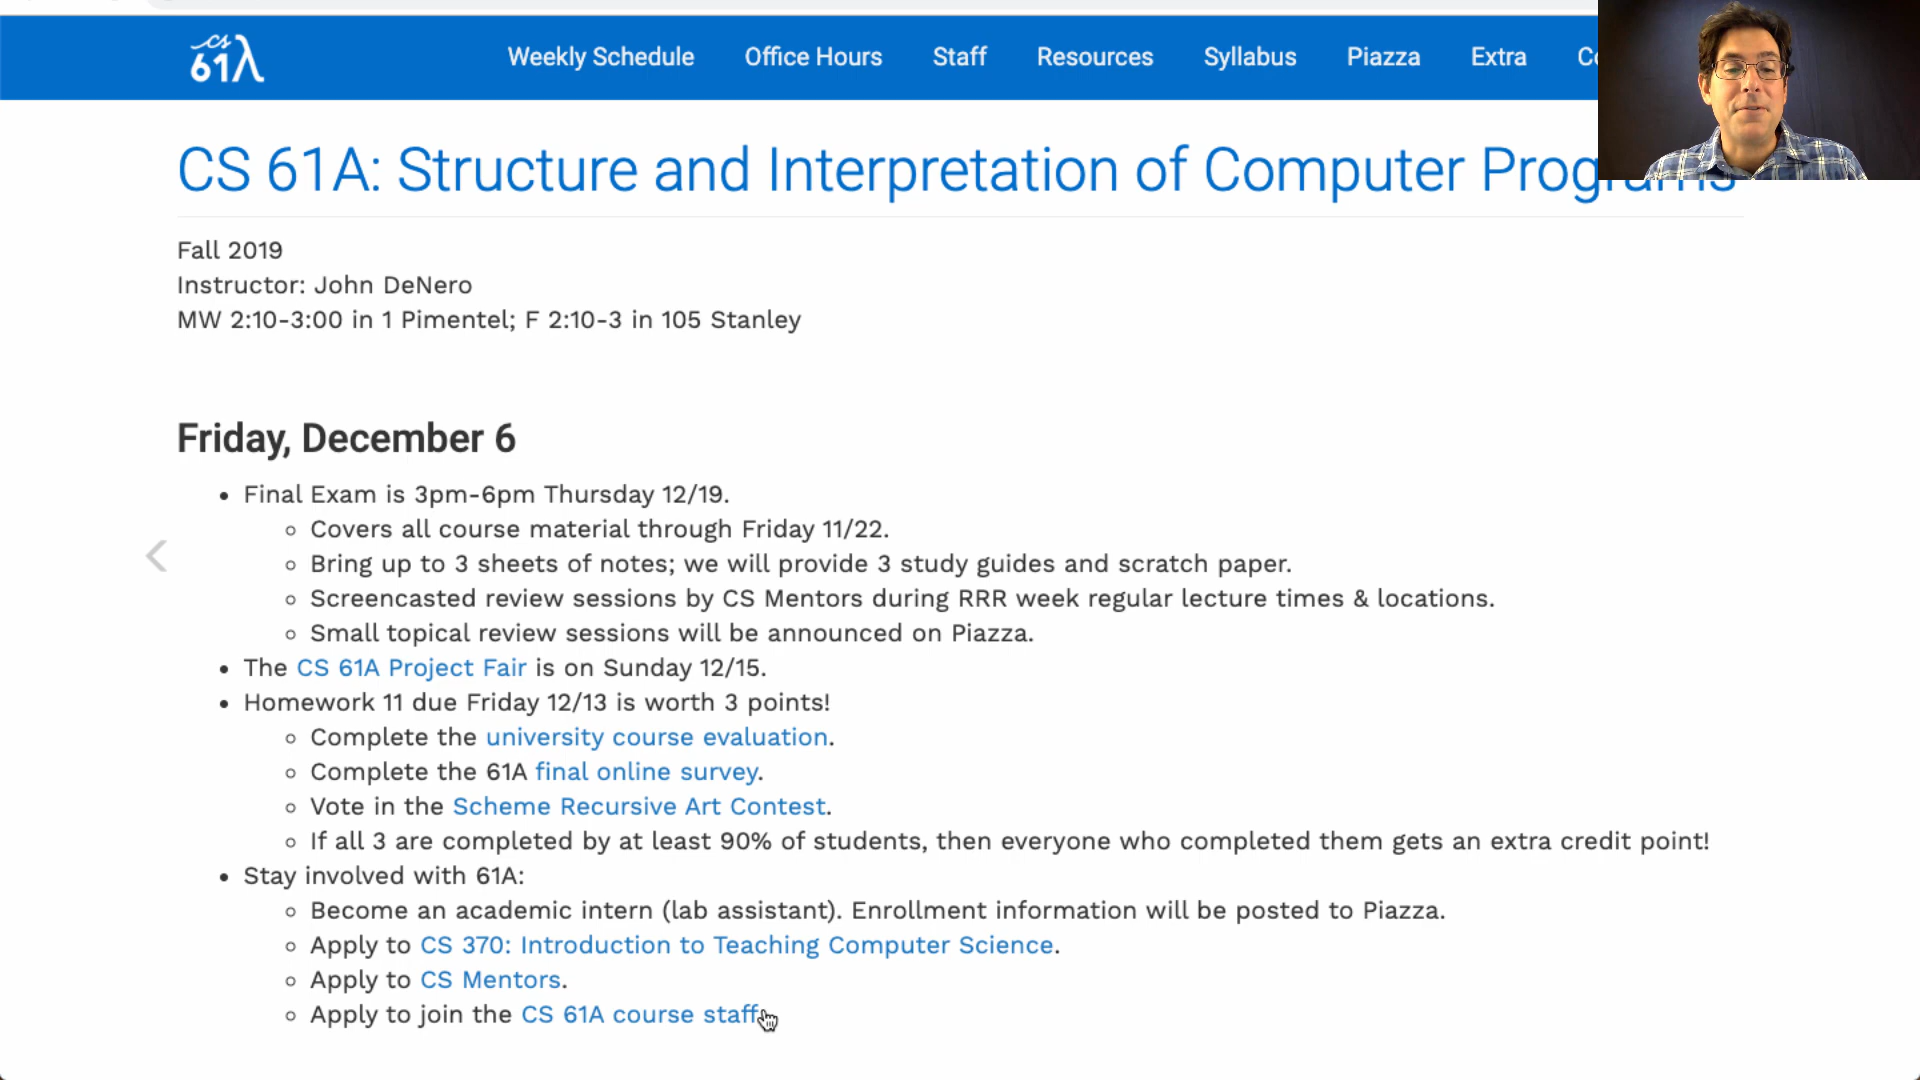 CS
61A
Weekly Schedule
Office Hours
Staff
Resources
Syllabus
Piazza
Extra
CS 61A: Structure and Interpretation of Computer Programs
Fall 2019
Instructor: John DeNero
MW 2:10-3:00 in 1 Pimentel; F 2:10-3 in 105 Stanley
Friday, December 6
• Final Exam is 3pm-6pm Thursday 12/19.
◦ Covers all course material through Friday 11/22.
◦ Bring up to 3 sheets of notes; we will provide 3 study guides and scratch paper.
◦ Screencasted review sessions by CS Mentors during RRR week regular lecture times & locations.
◦ Small topical review sessions will be announced on Piazza.
• The CS 61A Project Fair is on Sunday 12/15.
• Homework 11 due Friday 12/13 is worth 3 points!
◦ Complete the university course evaluation.
◦ Complete the 61A final online survey.
◦ Vote in the Scheme Recursive Art Contest.
◦ If all 3 are completed by at least 90% of students, then everyone who completed them gets an extra credit point!
• Stay involved with 61A:
◦ Become an academic intern (lab assistant). Enrollment information will be posted to Piazza.
◦ Apply to CS 370: Introduction to Teaching Computer Science.
◦ Apply to CS Mentors.
◦ Apply to join the CS 61A course staff